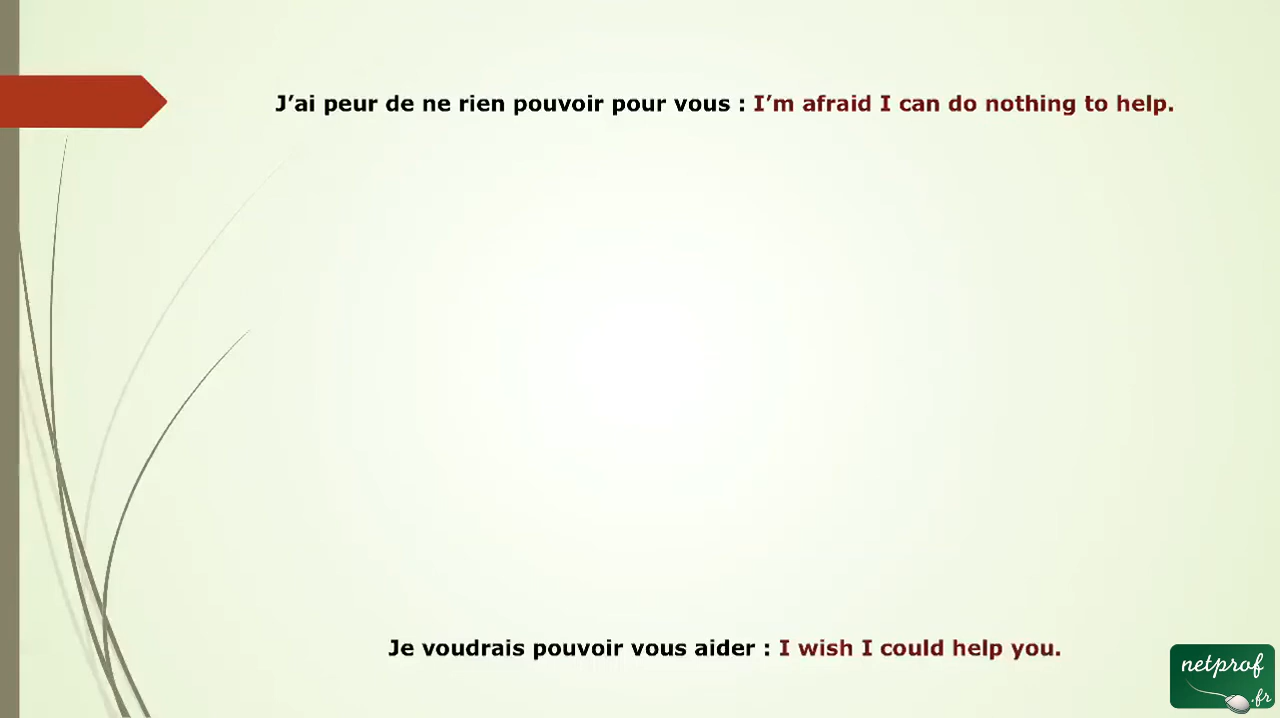 J’ai peur de ne rien pouvoir pour vous : I’m afraid I can do nothing to help.
Je voudrais pouvoir vous aider : I wish I could help you.
netprof
.fr